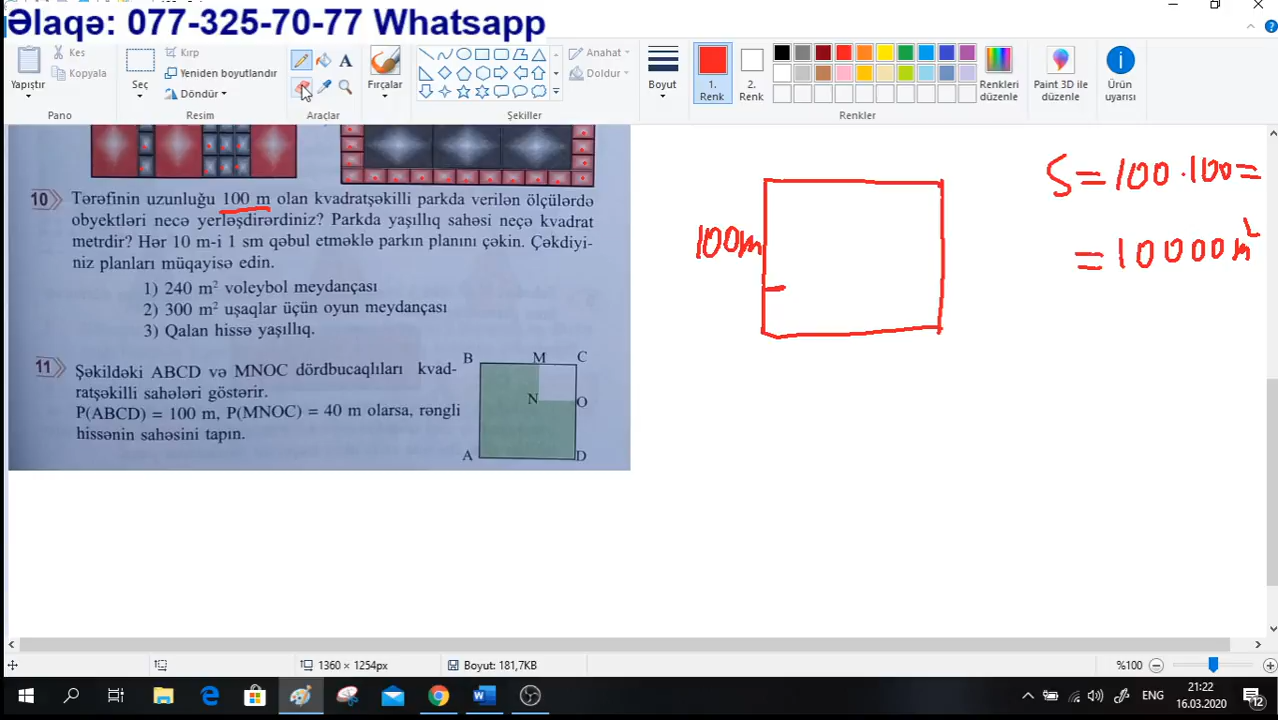 Əlaqə: 077-325-70-77 Whatsapp
Yapıştır
Kes
Kopyala
Pano
Seç
Kırp
Yeniden boyutlandır
Döndür
Resim
A
Araçlar
Fırçalar
Anahat
Doldur
Şekiller
Boyut
1. Renk
2. Renk
Renkleri düzenle
Renkler
Paint 3D ile düzenle
Ürün uyarısı
10 Tərəfinin uzunluğu 100 m olan kvadratşəkilli parkda verilən ölçülərdə
obyektləri necə yerləşdirərdiniz? Parkda yaşıllıq sahəsi neçə kvadrat
metrdir? Hər 10 m-i 1 sm qəbul etməklə parkın planını çəkin. Çəkdiyi-
niz planları müqayisə edin.
1) 240 m² voleybol meydançası
2) 300 m² uşaqlar üçün oyun meydançası
3) Qalan hissə yaşıllıq.
11 Şəkildəki ABCD və MNOC dördbucaqlıları kvad-
ratşəkilli sahələri göstərir.
P(ABCD) = 100 m, P(MNOC) = 40 m olarsa, rəngli
hissənin sahəsini tapın.
B M C
N O
A D
100m
S=100·100=
=10000m²
1360 × 1254px
Boyut: 181,7KB
%100
ENG
21:22
16.03.2020
12